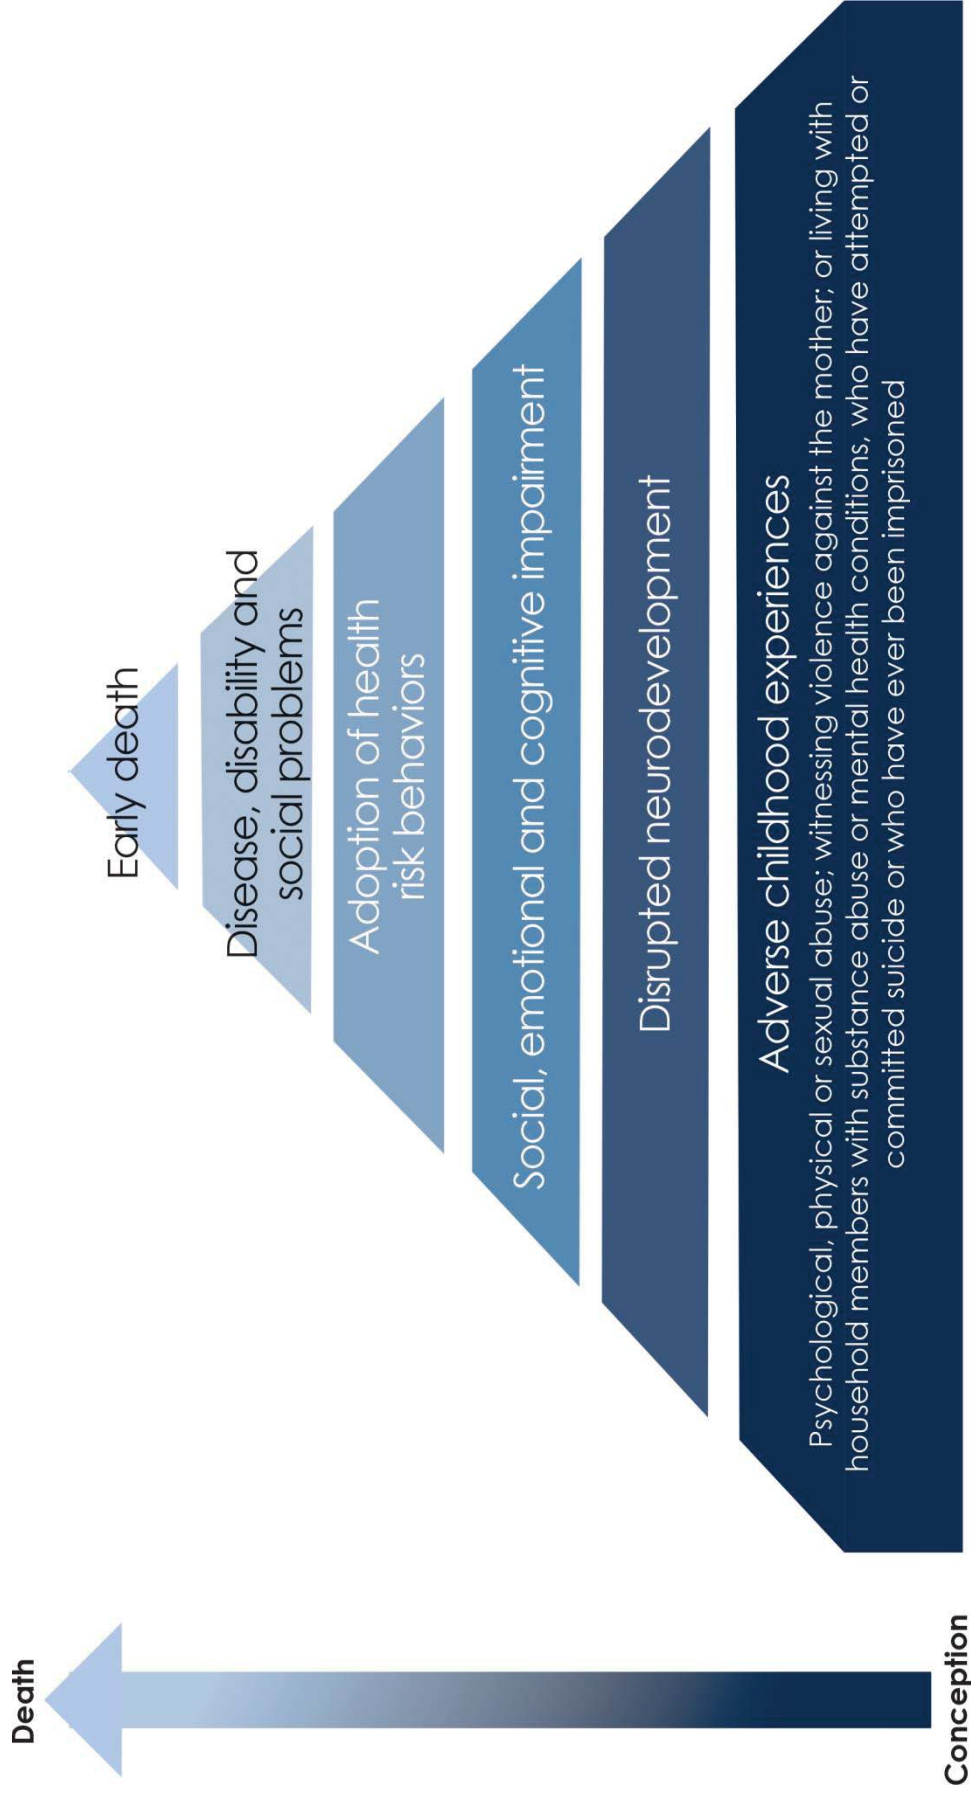 Death
Early death
Disease, disability and
social problems
Adoption of health
risk behaviors
Social, emotional and cognitive impairment
Disrupted neurodevelopment
Adverse childhood experiences
Psychological, physical or sexual abuse; witnessing violence against the mother; or living with
household members with substance abuse or mental health conditions, who have attempted or
committed suicide or who have ever been imprisoned
Conception